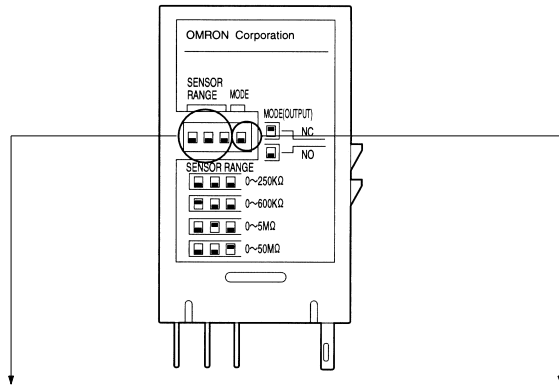 OMRON Corporation
SENSOR
RANGE MODE
MODE(OUTPUT)
NC
NO
SENSOR RANGE
0~250KΩ
0~600KΩ
0~5MΩ
0~50MΩ